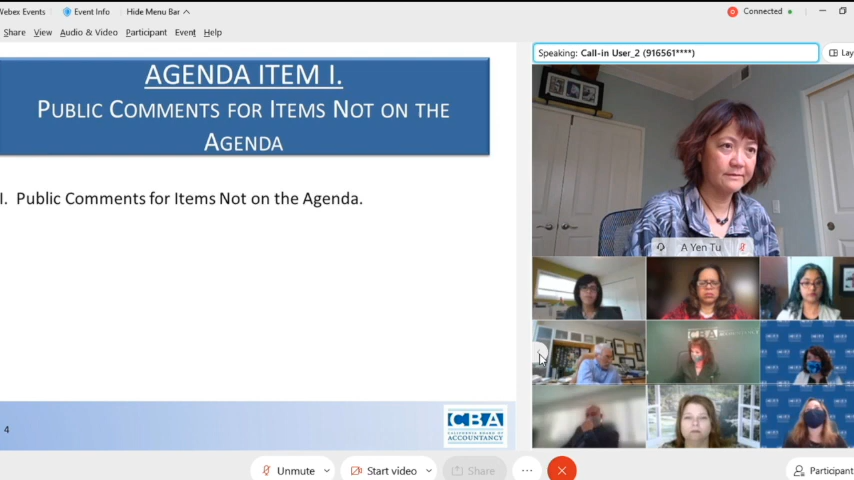 Webex Events
Event Info
Hide Menu Bar
Connected
Share View Audio & Video Participant Event Help
Speaking: Call-in User_2 (916561****)
Lay
AGENDA ITEM I.
PUBLIC COMMENTS FOR ITEMS NOT ON THE
AGENDA
I. Public Comments for Items Not on the Agenda.
A Yen Tu
CBA
4
CBA
CALIFORNIA BOARD OF
ACCOUNTANCY
Unmute
Start video
Share
Participant